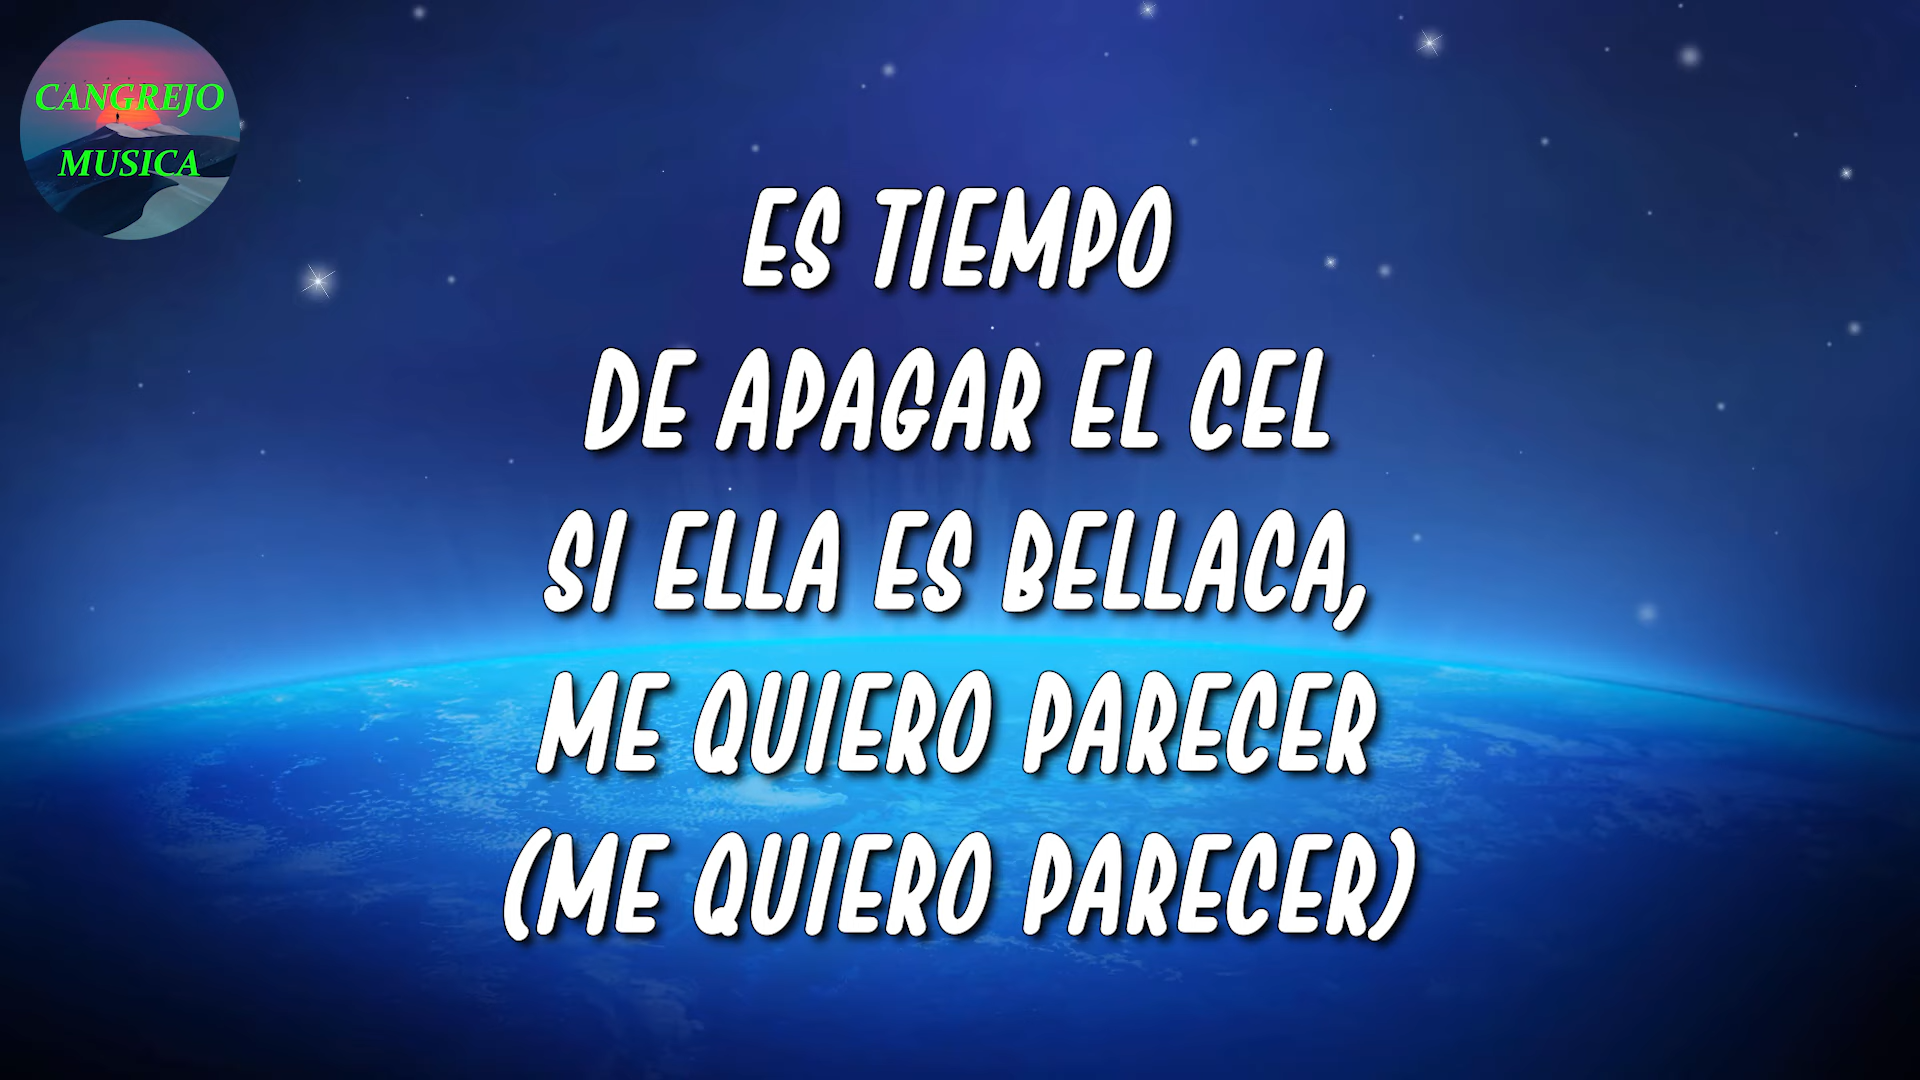 CANGREJO
MUSICA
ES TIEMPO
DE APAGAR EL CEL
SI ELLA ES BELLACA,
ME QUIERO PARECER
(ME QUIERO PARECER)